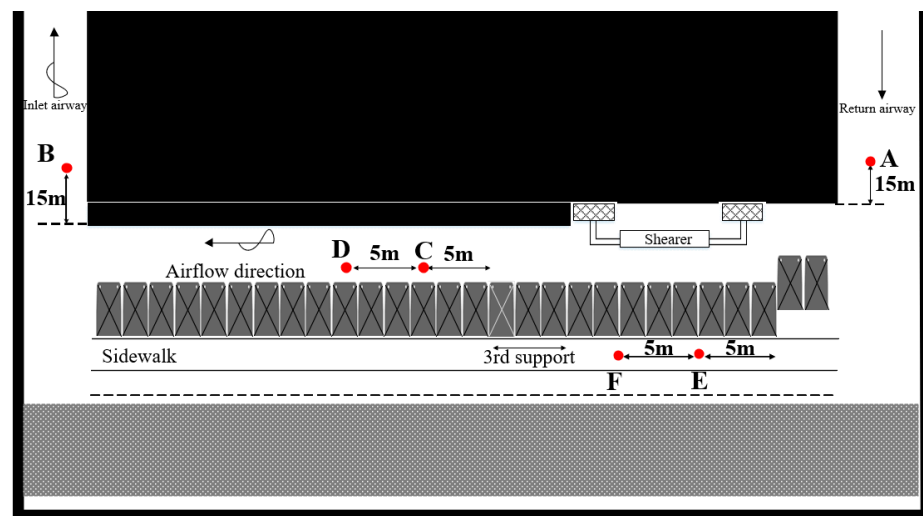 Inlet airway
Return airway
B
A
15m
15m
Shearer
D
5m
C
5m
Airflow direction
Sidewalk
3rd support
5m
5m
F
E